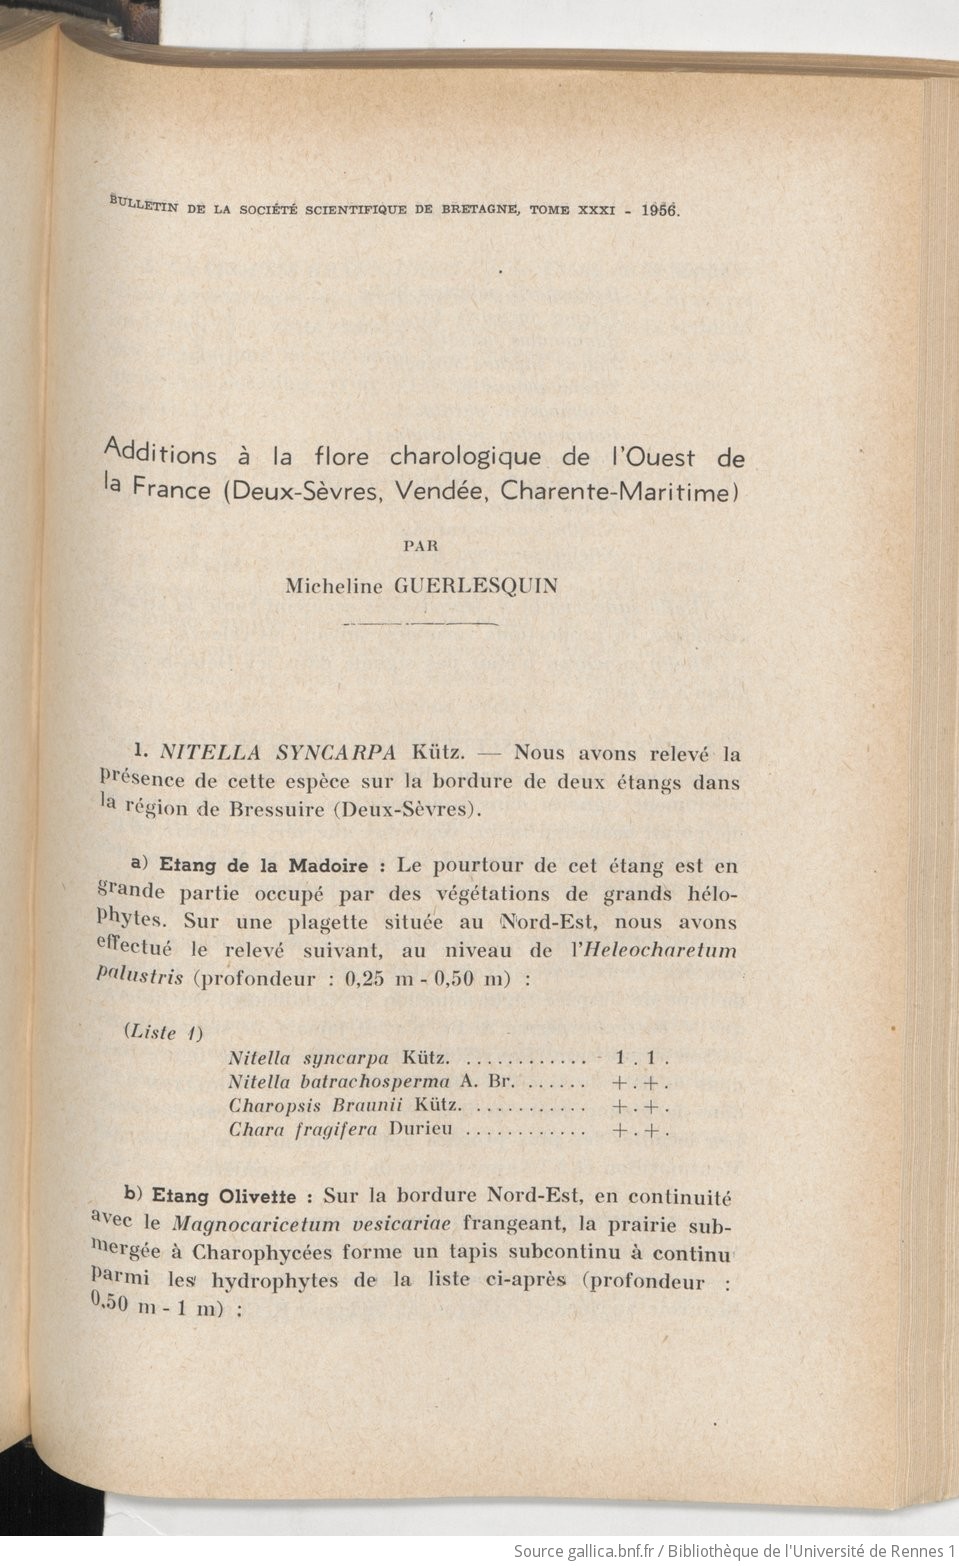 BULLETIN DE LA SOCIÉTÉ SCIENTIFIQUE DE BRETAGNE, TOME XXXI - 1956.
Additions à la flore charologique de l'Ouest de
la France (Deux-Sèvres, Vendée, Charente-Maritime)
PAR
Micheline GUERLESQUIN
1. NITELLA SYNCARPA Kütz. — Nous avons relevé la
présence de cette espèce sur la bordure de deux étangs dans
la région de Bressuire (Deux-Sèvres).
a) Etang de la Madoire : Le pourtour de cet étang est en
grande partie occupé par des végétations de grands hélo-
phytes. Sur une plagette située au Nord-Est, nous avons
effectué le relevé suivant, au niveau de l'Heleocharetum
palustris (profondeur : 0,25 m - 0,50 m) :
(Liste 1)
Nitella syncarpa Kütz. ............ 1 . 1 .
Nitella batrachosperma A. Br. ...... + . + .
Charopsis Braunii Kütz. ........... + . + .
Chara fragifera Durieu ............ + . + .
b) Etang Olivette : Sur la bordure Nord-Est, en continuité
avec le Magnocaricetum vesicariae frangeant, la prairie sub-
mergée à Charophycées forme un tapis subcontinu à continu
parmi les hydrophytes de la liste ci-après (profondeur :
0,50 m - 1 m) :
Source gallica.bnf.fr / Bibliothèque de l'Université de Rennes 1